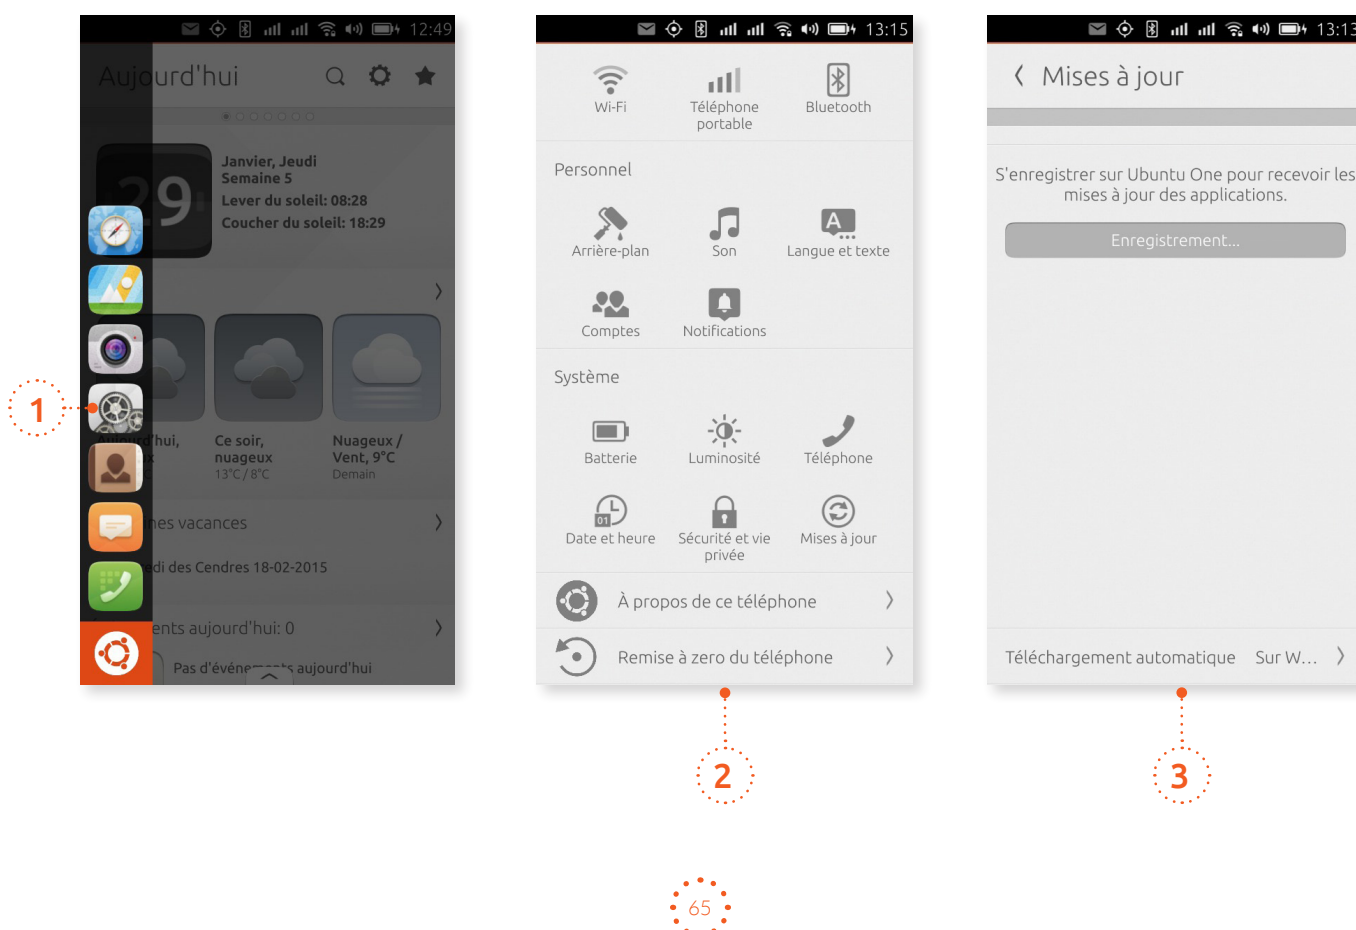 12:49
Aujourd'hui
29
Janvier, Jeudi
Semaine 5
Lever du soleil: 08:28
Coucher du soleil: 18:29
Aujourd'hui,
Ce soir,
nuageux
13°C / 8°C
Nuageux /
Vent, 9°C
Demain
nes vacances
edi des Cendres 18-02-2015
ents aujourd'hui: 0
Pas d'événements aujourd'hui
1
13:15
Wi-Fi
Téléphone
portable
Bluetooth
Personnel
Arrière-plan
Son
Langue et texte
Comptes
Notifications
Système
Batterie
Luminosité
Téléphone
01
Date et heure
Sécurité et vie
privée
Mises à jour
À propos de ce téléphone
Remise à zero du téléphone
2
13:13
Mises à jour
S'enregistrer sur Ubuntu One pour recevoir les
mises à jour des applications.
Enregistrement...
Téléchargement automatique Sur W...
3
65